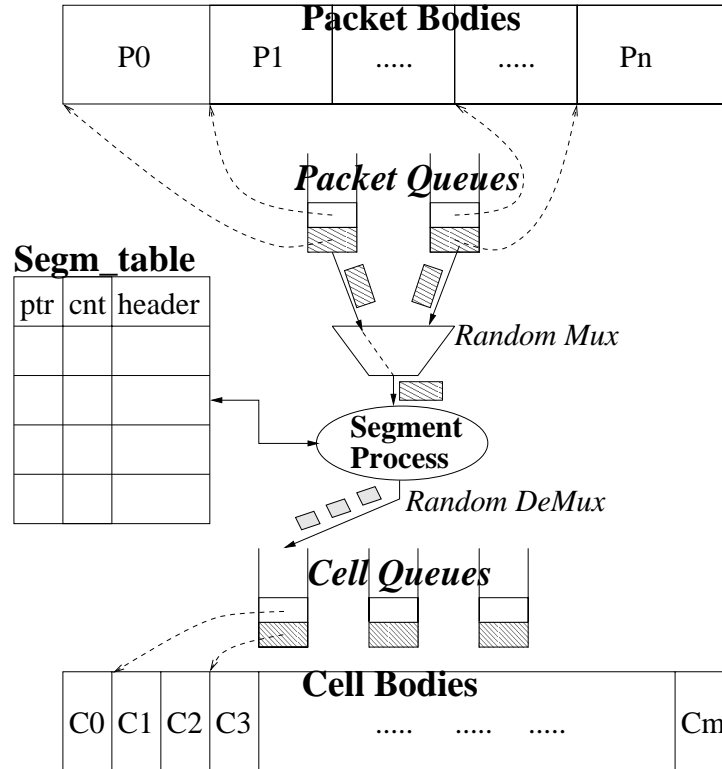 Packet Bodies
P0 P1 ..... ..... Pn
Packet Queues
Segm_table
ptr cnt header
Random Mux
Segment
Process
Random DeMux
Cell Queues
Cell Bodies
C0 C1 C2 C3 ..... ..... ..... Cm